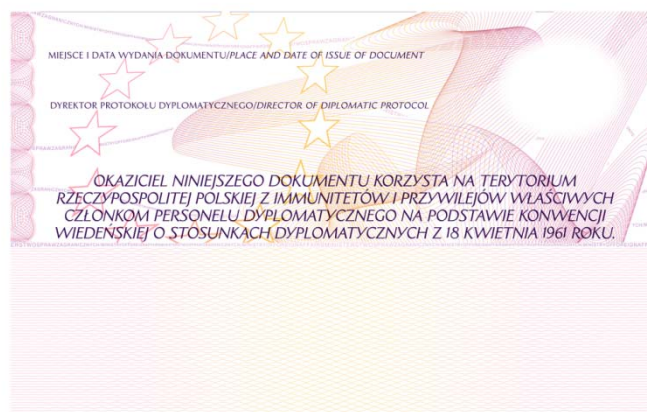 MIEJSCE I DATA WYDANIA DOKUMENTU/PLACE AND DATE OF ISSUE OF DOCUMENT
DYREKTOR PROTOKOŁU DYPLOMATYCZNEGO/DIRECTOR OF DIPLOMATIC PROTOCOL
OKAZICIEL NINIEJSZEGO DOKUMENTU KORZYSTA NA TERYTORIUM
RZECZYPOSPOLITEJ POLSKIEJ Z IMMUNITETÓW I PRZYWILEJÓW WŁAŚCIWYCH
CZŁONKOM PERSONELU DYPLOMATYCZNEGO NA PODSTAWIE KONWENCJI
WIEDEŃSKIEJ O STOSUNKACH DYPLOMATYCZNYCH Z 18 KWIETNIA 1961 ROKU.